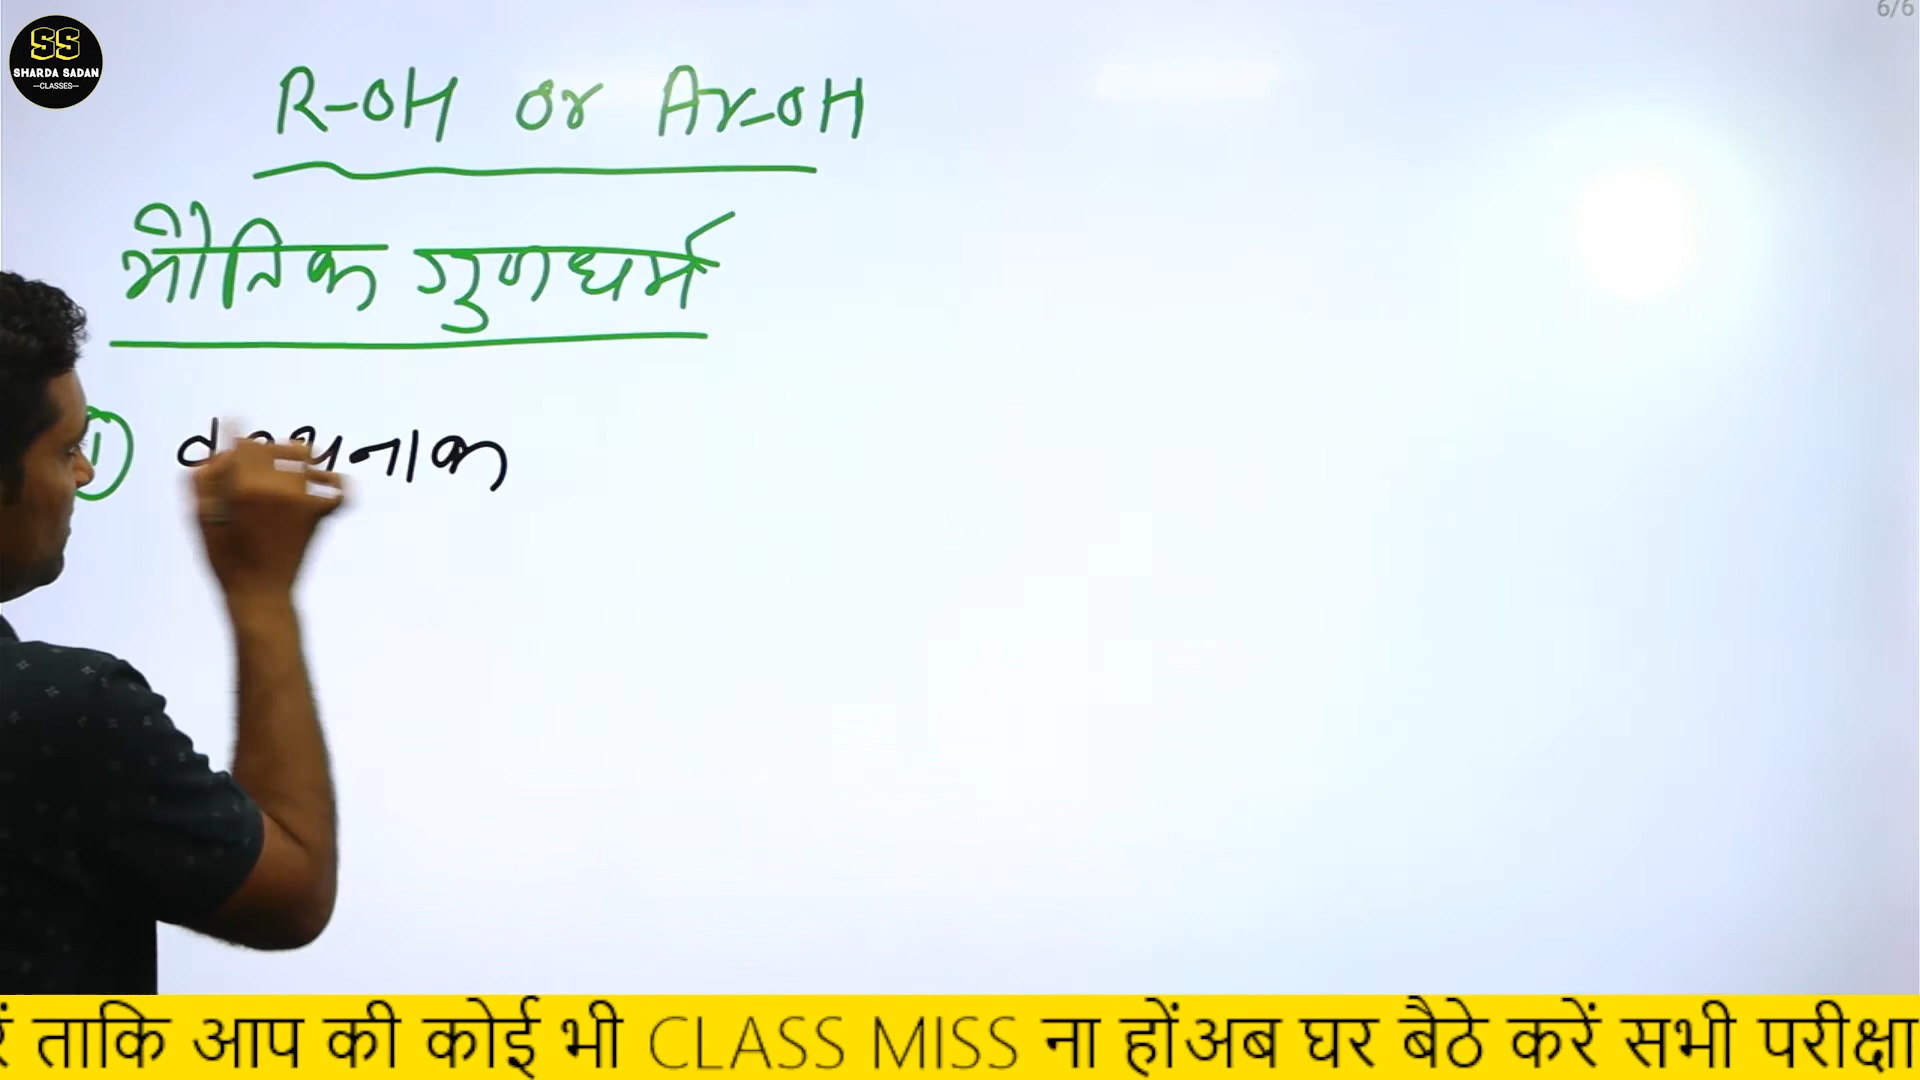 6/6
SS
SHARDA SADAN
—CLASSES—
R-OH or Ar-OH
भौतिक गुणधर्म
①
ताकि आप की कोई भी CLASS MISS ना होंअब घर बैठे करें सभी परीक्षा